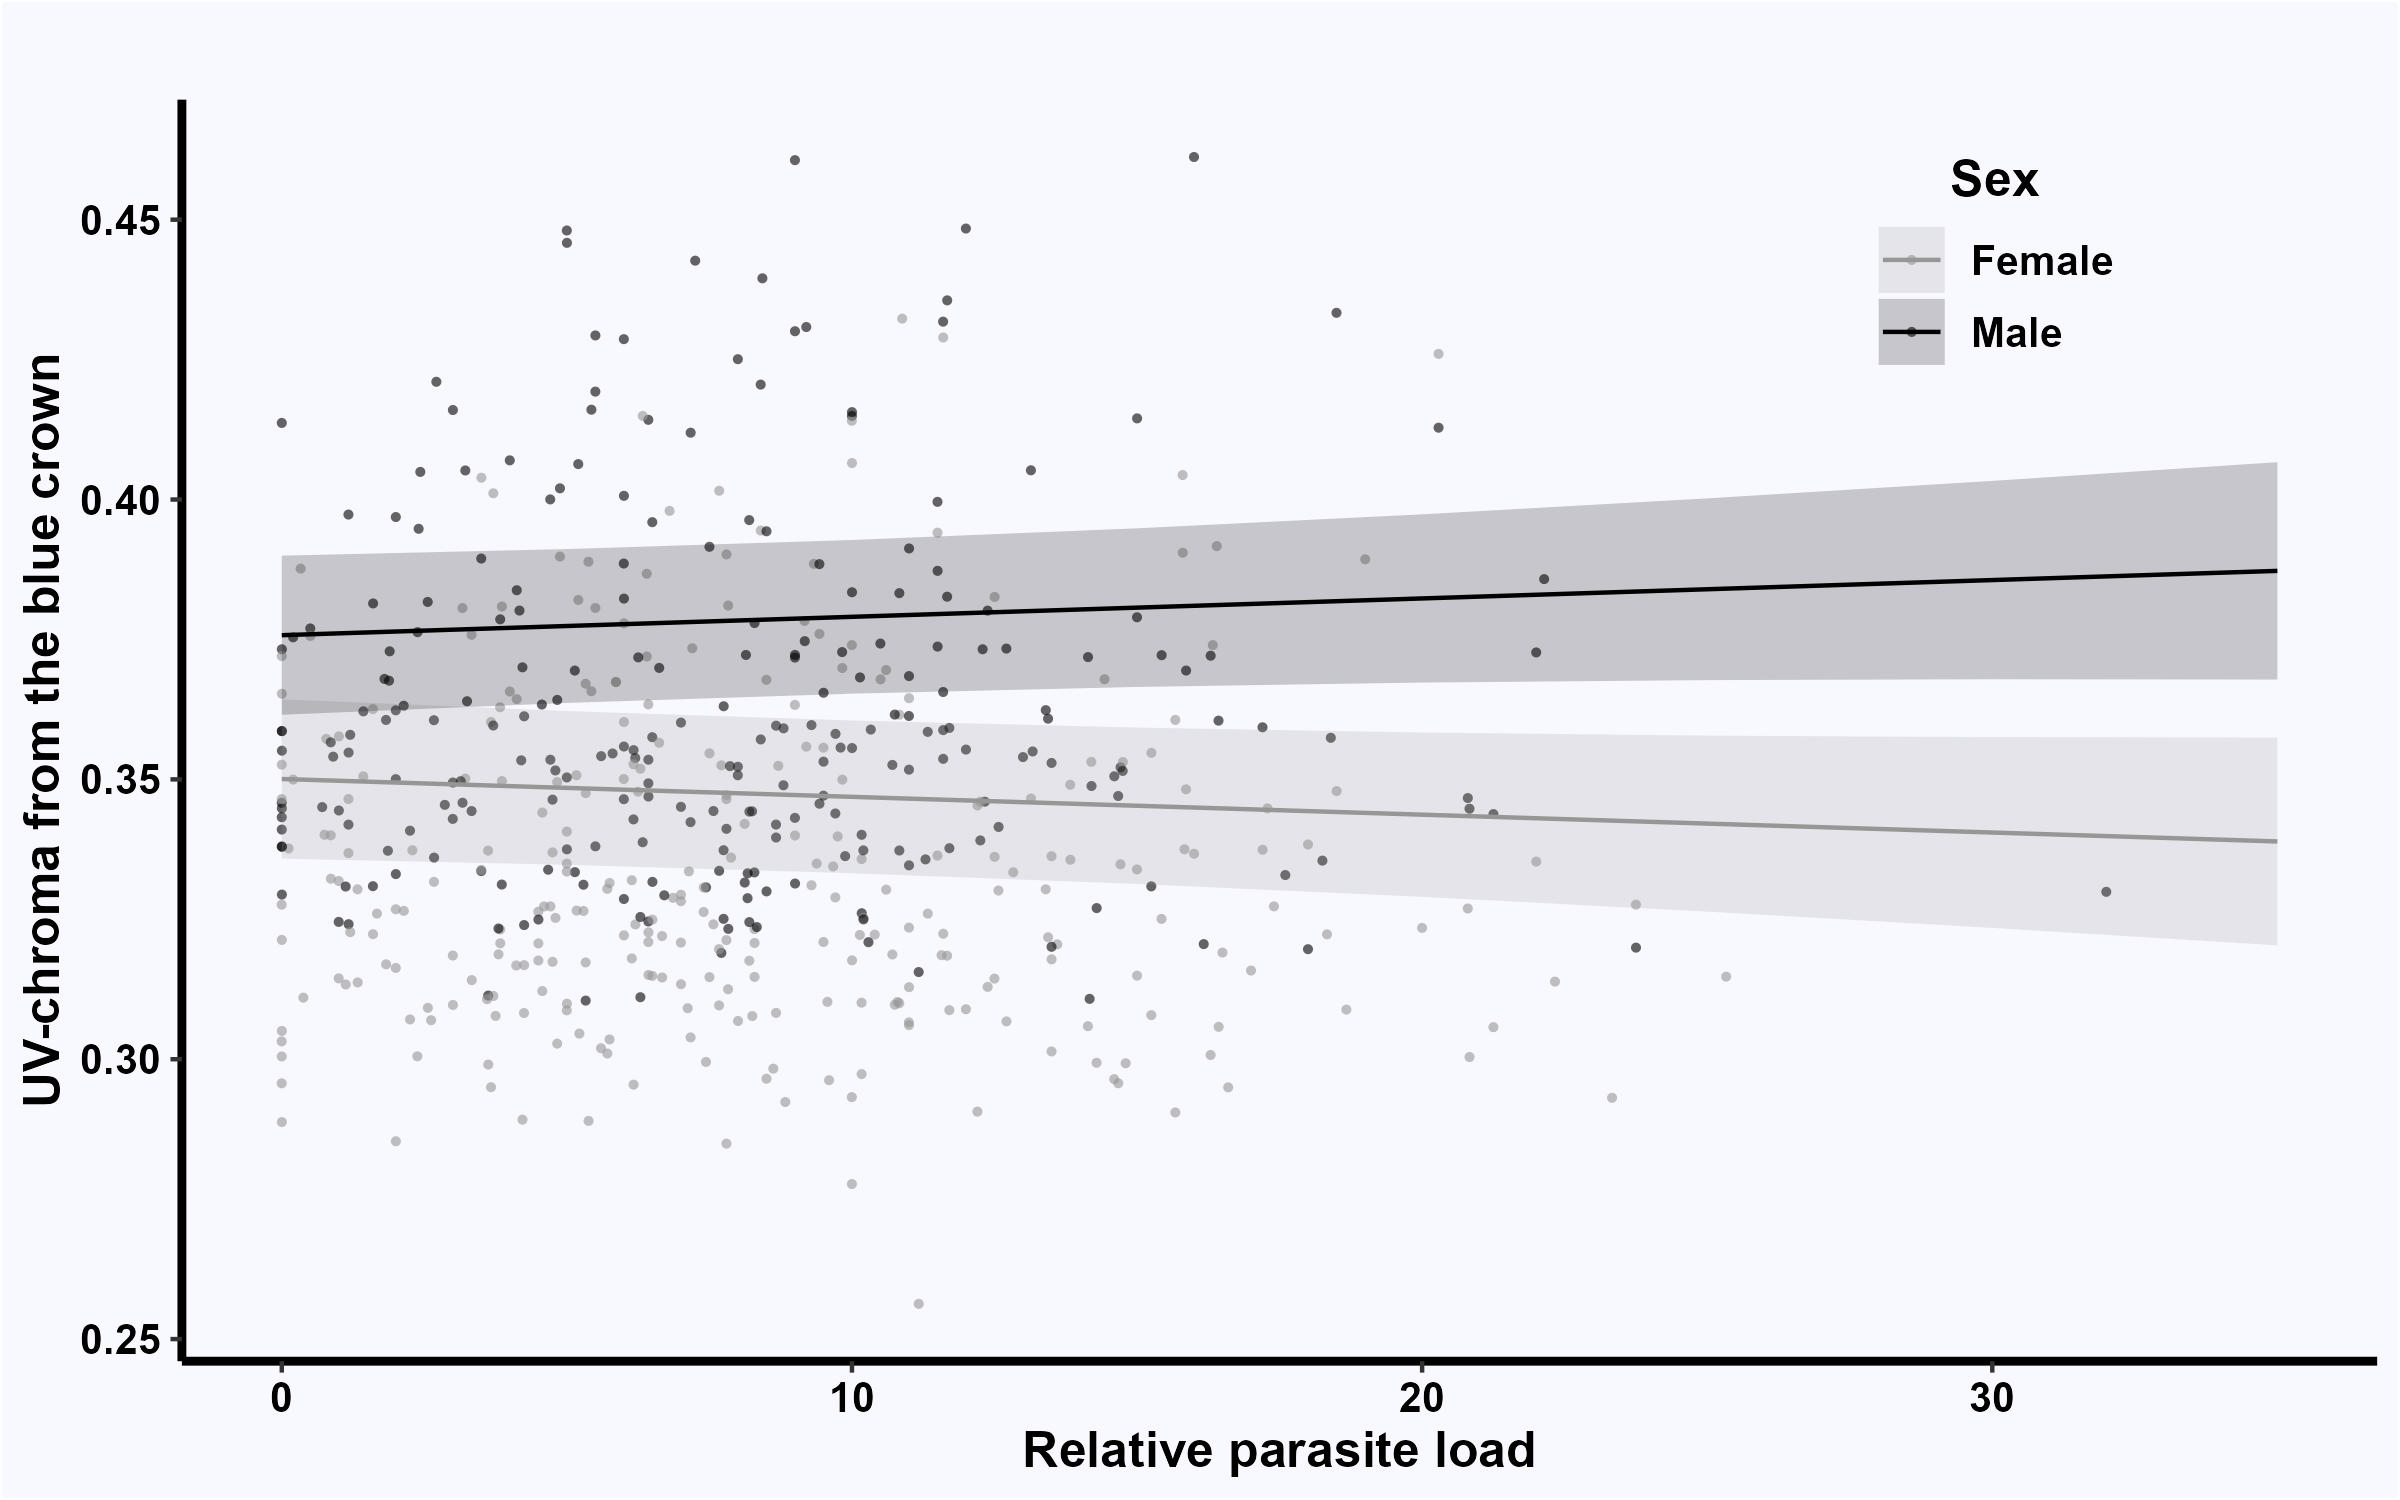 UV-chroma from the blue crown
0.45
0.40
0.35
0.30
0.25
Sex
Female
Male
0 10 20 30
Relative parasite load